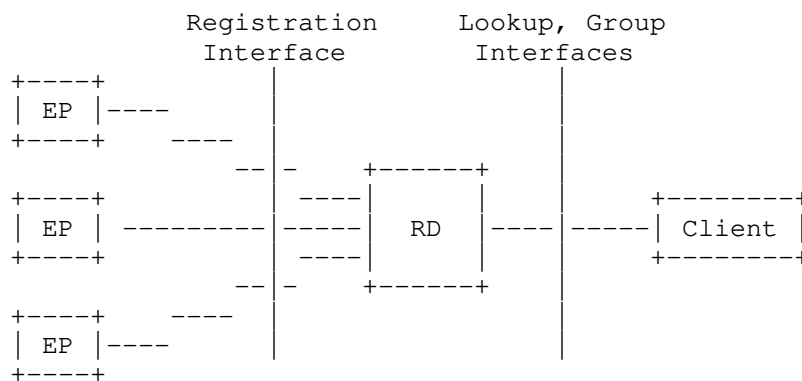 Registration Lookup, Group
Interface Interfaces
EP
EP RD Client
EP